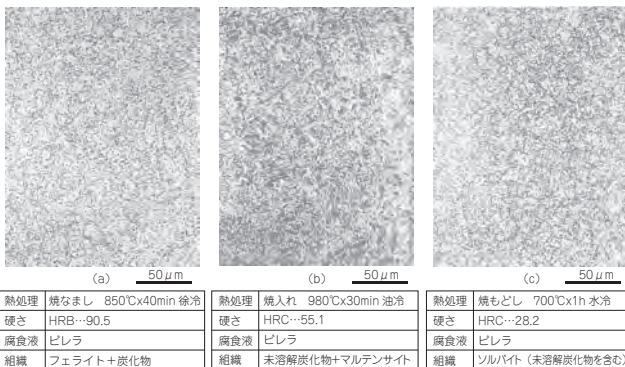 (a) 50μm
(b) 50μm
(c) 50μm
熱処理 焼なまし 850℃x40min 徐冷
硬さ HRB…90.5
腐食液 ピレラ
組織 フェライト+炭化物
熱処理 焼入れ 980℃x30min 油冷
硬さ HRC…55.1
腐食液 ピレラ
組織 未溶解炭化物+マルテンサイト
熱処理 焼もどし 700℃x1h 水冷
硬さ HRC…28.2
腐食液 ピレラ
組織 ソルバイト(未溶解炭化物を含む)